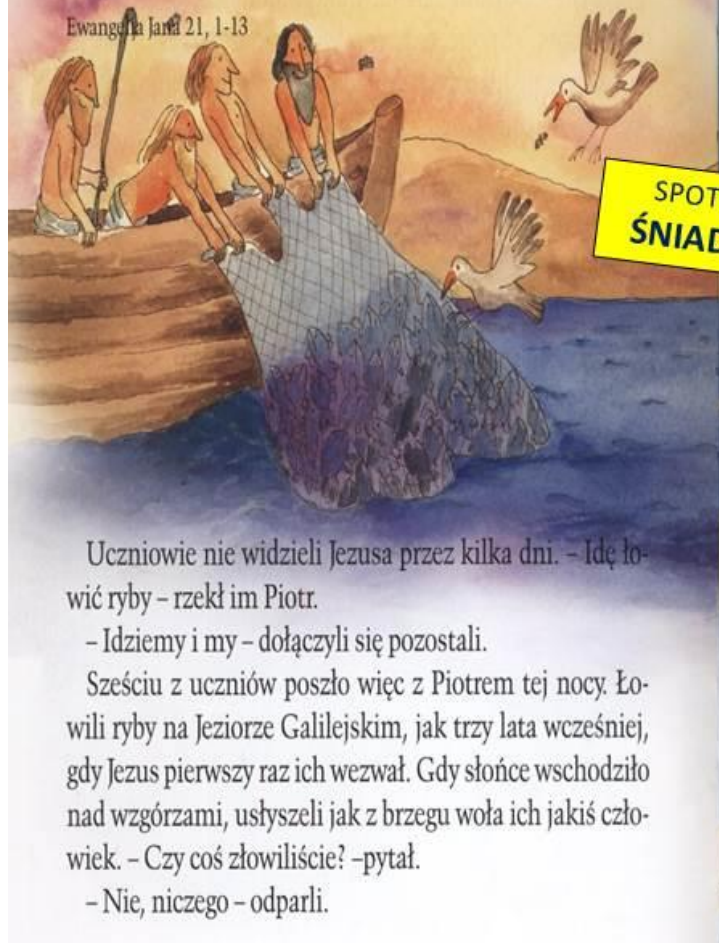 Ewangelia Jana 21, 1-13
SPOT
ŚNIAD
Uczniowie nie widzieli Jezusa przez kilka dni. – Idę ło-
wić ryby – rzekł im Piotr.
– Idziemy i my – dołączyli się pozostali.
Sześciu z uczniów poszło więc z Piotrem tej nocy. Ło-
wili ryby na Jeziorze Galilejskim, jak trzy lata wcześniej,
gdy Jezus pierwszy raz ich wezwał. Gdy słońce wschodziło
nad wzgórzami, usłyszeli jak z brzegu woła ich jakiś czło-
wiek. – Czy coś złowiliście? –pytał.
– Nie, niczego – odparli.